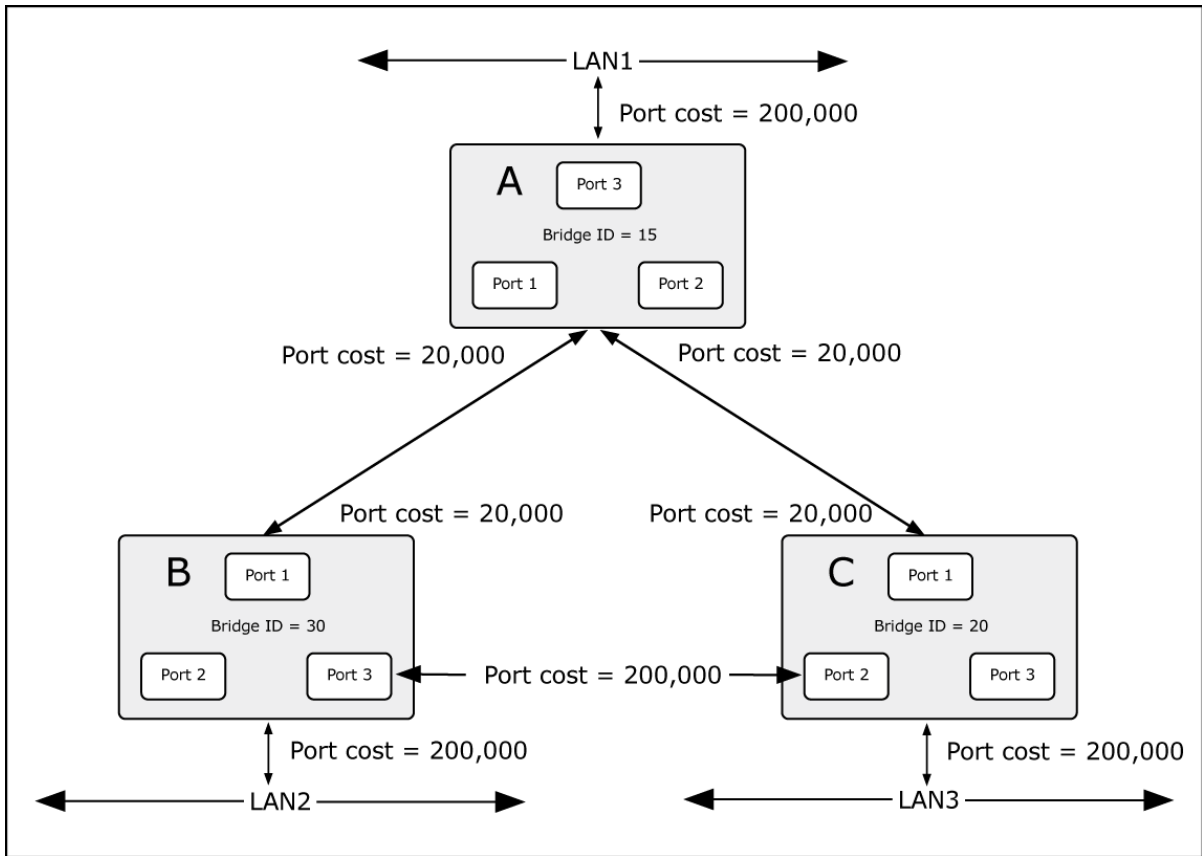 LAN1
Port cost = 200,000
A
Port 3
Bridge ID = 15
Port 1
Port 2
Port cost = 20,000
Port cost = 20,000
Port cost = 20,000
Port cost = 20,000
B
Port 1
Bridge ID = 30
Port 2
Port 3
Port cost = 200,000
C
Port 1
Bridge ID = 20
Port 2
Port 3
Port cost = 200,000
LAN2
Port cost = 200,000
LAN3